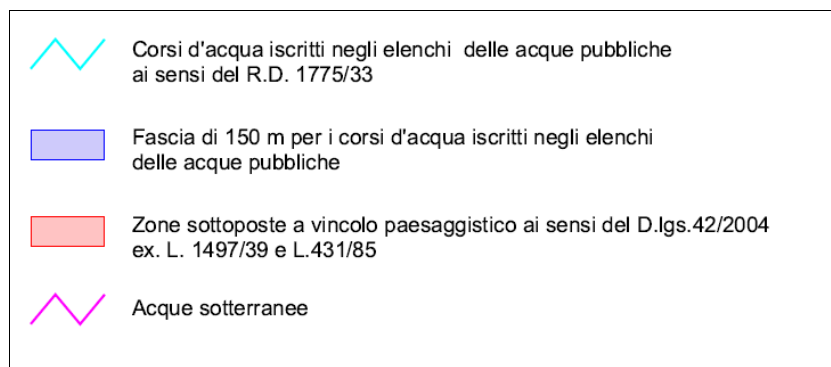 Corsi d'acqua iscritti negli elenchi delle acque pubbliche
ai sensi del R.D. 1775/33
Fascia di 150 m per i corsi d'acqua iscritti negli elenchi
delle acque pubbliche
Zone sottoposte a vincolo paesaggistico ai sensi del D.lgs.42/2004
ex. L. 1497/39 e L.431/85
Acque sotterranee